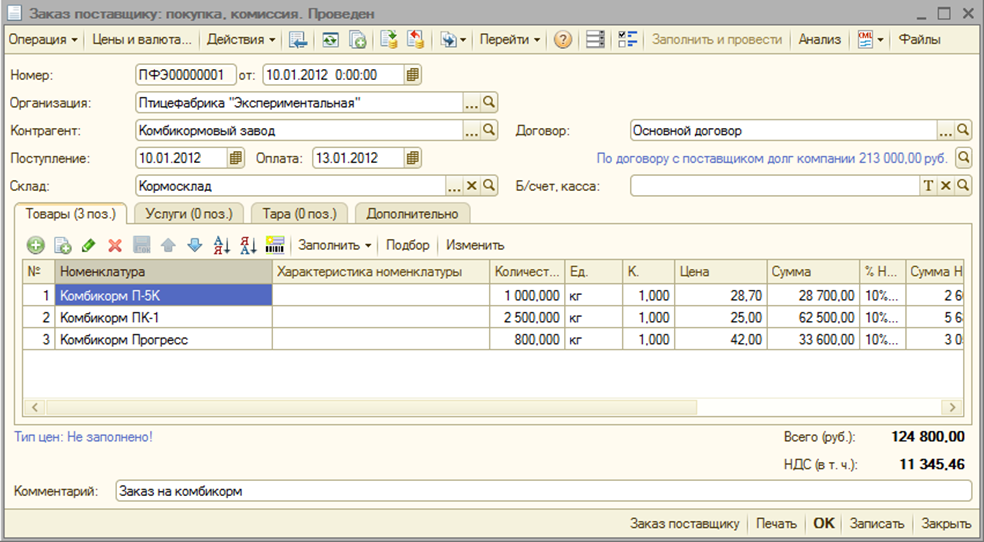 Заказ поставщику: покупка, комиссия. Проведен
Операция Цены и валюта... Действия Перейти Заполнить и провести Анализ Файлы
Номер: ПФЭ00000001 от: 10.01.2012 0:00:00
Организация: Птицефабрика "Экспериментальная"
Контрагент: Комбикормовый завод Договор: Основной договор
Поступление: 10.01.2012 Оплата: 13.01.2012 По договору с поставщиком долг компании 213 000,00 руб.
Склад: Кормосклад Б/счет, касса:
Товары (3 поз.) Услуги (0 поз.) Тара (0 поз.) Дополнительно
Заполнить Подбор Изменить
№ Номенклатура Характеристика номенклатуры Количест... Ед. К. Цена Сумма % Н... Сумма Н
1 Комбикорм П-5К 1 000,000 кг 1,000 28,70 28 700,00 10%... 2 6
2 Комбикорм ПК-1 2 500,000 кг 1,000 25,00 62 500,00 10%... 5 6
3 Комбикорм Прогресс 800,000 кг 1,000 42,00 33 600,00 10%... 3 0
Тип цен: Не заполнено! Всего (руб.): 124 800,00
НДС (в т. ч.): 11 345,46
Комментарий: Заказ на комбикорм
Заказ поставщику Печать OK Записать Закрыть